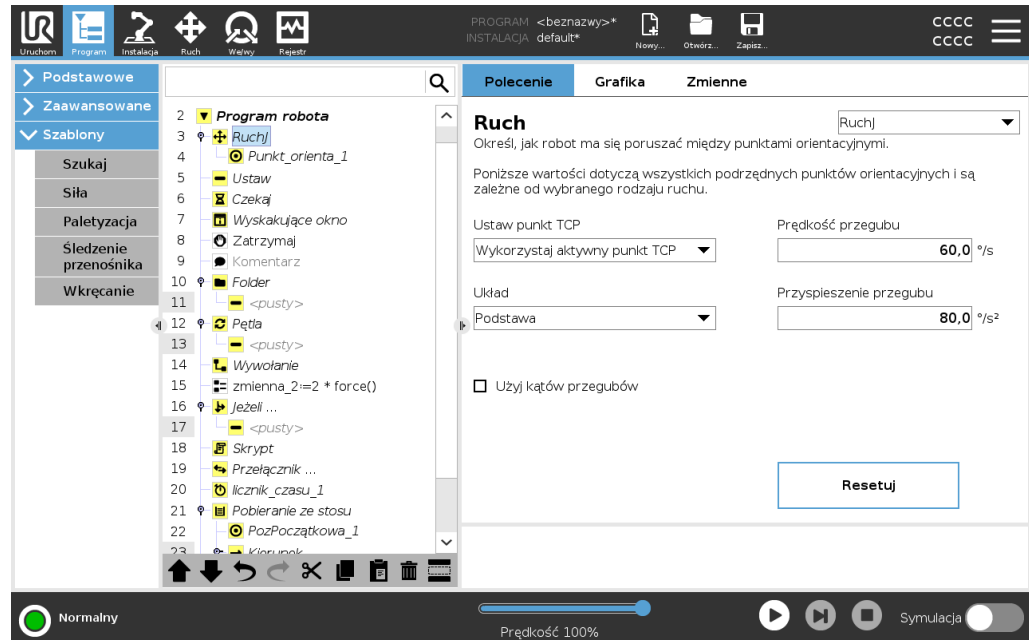 UR
Uruchom
Program
Instalacja
Ruch
We/wy
Rejestr
PROGRAM <beznazwy>*
INSTALACJA default*
Nowy...
Otwórz...
Zapisz...
CCCC
CCCC
Podstawowe
Zaawansowane
Szablony
Szukaj
Siła
Paletyzacja
Śledzenie
przenośnika
Wkręcanie
2 Program robota
3 RuchJ
4 Punkt_orienta_1
5 Ustaw
6 Czekaj
7 Wyskakujące okno
8 Zatrzymaj
9 Komentarz
10 Folder
11 <pusty>
12 Pętla
13 <pusty>
14 Wywołanie
15 zmienna_2:=2 * force()
16 Jeżeli ...
17 <pusty>
18 Skrypt
19 Przełącznik ...
20 licznik_czasu_1
21 Pobieranie ze stosu
22 PozPoczątkowa_1
23 Kierunek
Polecenie Grafika Zmienne
Ruch
RuchJ
Określ, jak robot ma się poruszać między punktami orientacyjnymi.
Poniższe wartości dotyczą wszystkich podrzędnych punktów orientacyjnych i są
zależne od wybranego rodzaju ruchu.
Ustaw punkt TCP
Prędkość przegubu
Wykorzystaj aktywny punkt TCP
60,0 °/s
Układ
Przyspieszenie przegubu
Podstawa
80,0 °/s²
Użyj kątów przegubów
Resetuj
Normalny
Prędkość 100%
Symulacja